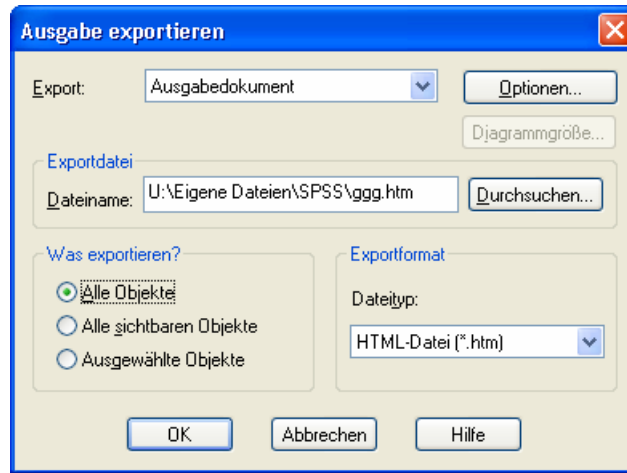 Ausgabe exportieren
Export: Ausgabedokument Optionen...
Diagrammgröße...
Exportdatei
Dateiname: U:\Eigene Dateien\SPSS\ggg.htm Durchsuchen...
Was exportieren? Exportformat
Alle Objekte Dateityp:
Alle sichtbaren Objekte HTML-Datei (*.htm)
Ausgewählte Objekte
OK Abbrechen Hilfe